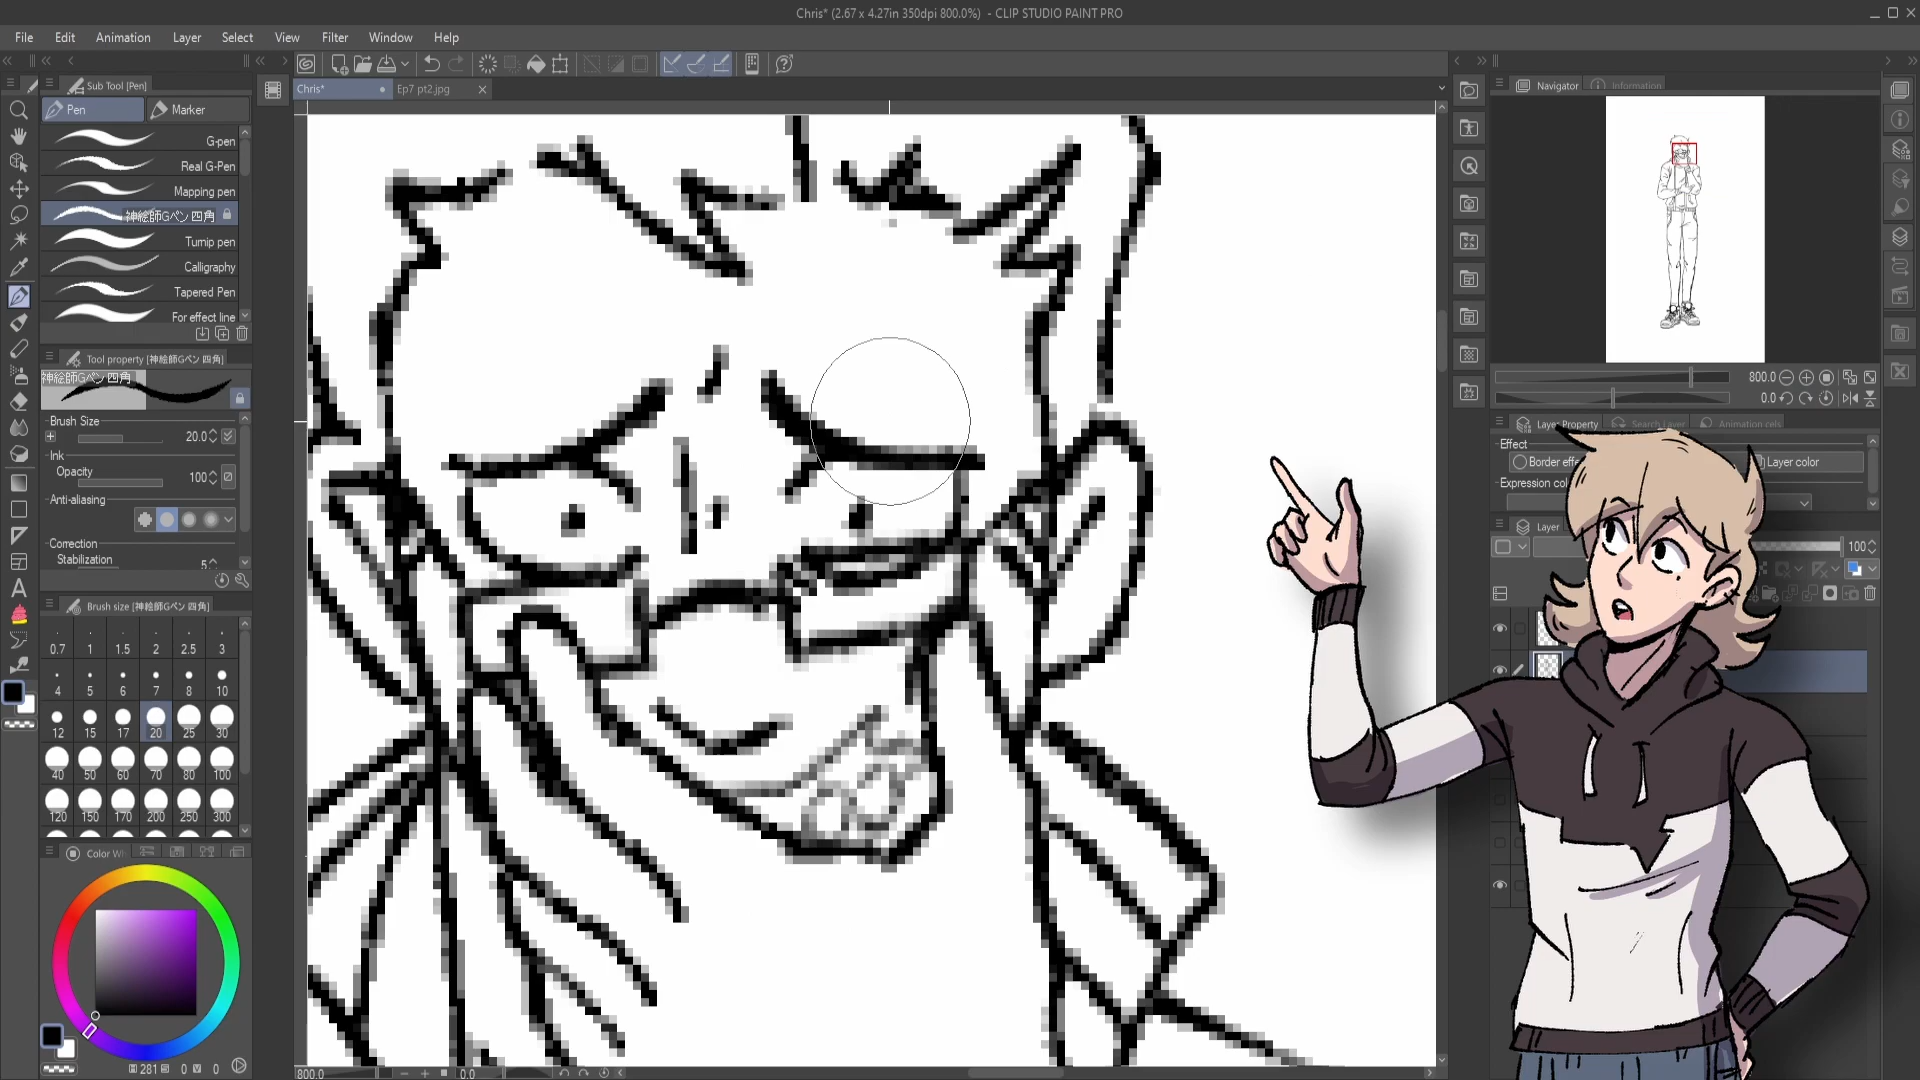 Chris* (2.67 x 4.27in 350dpi 800.0%)  - CLIP STUDIO PAINT PRO
File Edit Animation Layer Select View Filter Window Help
Sub Tool [Pen]
Chris*
Ep7 pt2.jpg
Navigator
Information
Pen
Marker
G-pen
Real G-Pen
Mapping pen
神絵師Gペン 四角
Turnip pen
Calligraphy
Tapered Pen
For effect line
Tool property [神絵師Gペン 四角]
神絵師Gペン 四角
Brush Size
20.0
Ink
Opacity
100
Anti-aliasing
Correction
Stabilization
5
Brush size [神絵師Gペン 四角]
0.7 1 1.5 2 2.5 3
4 5 6 7 8 10
12 15 17 20 25 30
40 50 60 70 80 100
120 150 170 200 250 300
281 0 0
800.0
0.0
800.0
0.0
Layer Property
Search Layer
Animation cels
Effect
Border effe
Layer color
Expression col
Layer
100